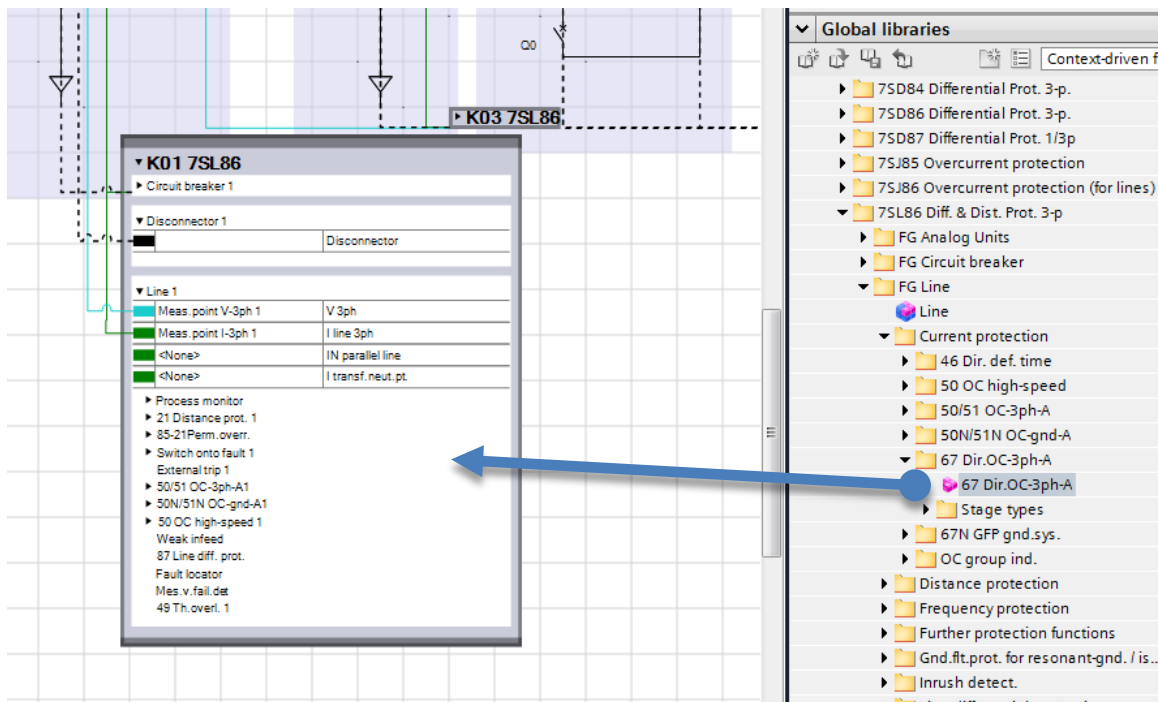 Q0
K03 7SL86
K01 7SL86
Circuit breaker 1
Disconnector 1
Disconnector
Line 1
Meas.point V-3ph 1 V 3ph
Meas.point I-3ph 1 I line 3ph
<None> IN parallel line
<None> I transf.neut.pt.
Process monitor
21 Distance prot. 1
85-21Perm.overr.
Switch onto fault 1
External trip 1
50/51 OC-3ph-A1
50N/51N OC-gnd-A1
50 OC high-speed 1
Weak infeed
87 Line diff. prot.
Fault locator
Mes.v.fail.det
49 Th.overl. 1
Global libraries
Context-driven f
7SD84 Differential Prot. 3-p.
7SD86 Differential Prot. 3-p.
7SD87 Differential Prot. 1/3p
7SJ85 Overcurrent protection
7SJ86 Overcurrent protection (for lines)
7SL86 Diff. & Dist. Prot. 3-p
FG Analog Units
FG Circuit breaker
FG Line
Line
Current protection
46 Dir. def. time
50 OC high-speed
50/51 OC-3ph-A
50N/51N OC-gnd-A
67 Dir.OC-3ph-A
67 Dir.OC-3ph-A
Stage types
67N GFP gnd.sys.
OC group ind.
Distance protection
Frequency protection
Further protection functions
Gnd.flt.prot. for resonant-gnd. / is...
Inrush detect.